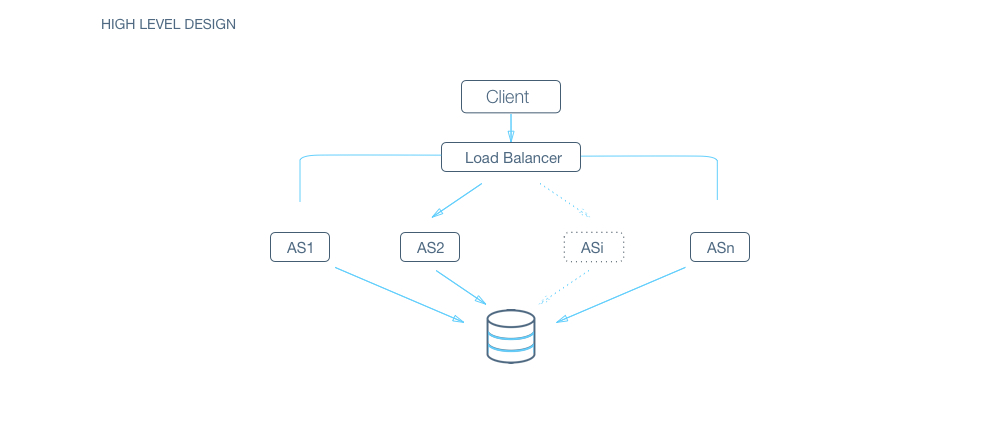 HIGH LEVEL DESIGN
Client
Load Balancer
AS1
AS2
ASi
ASn